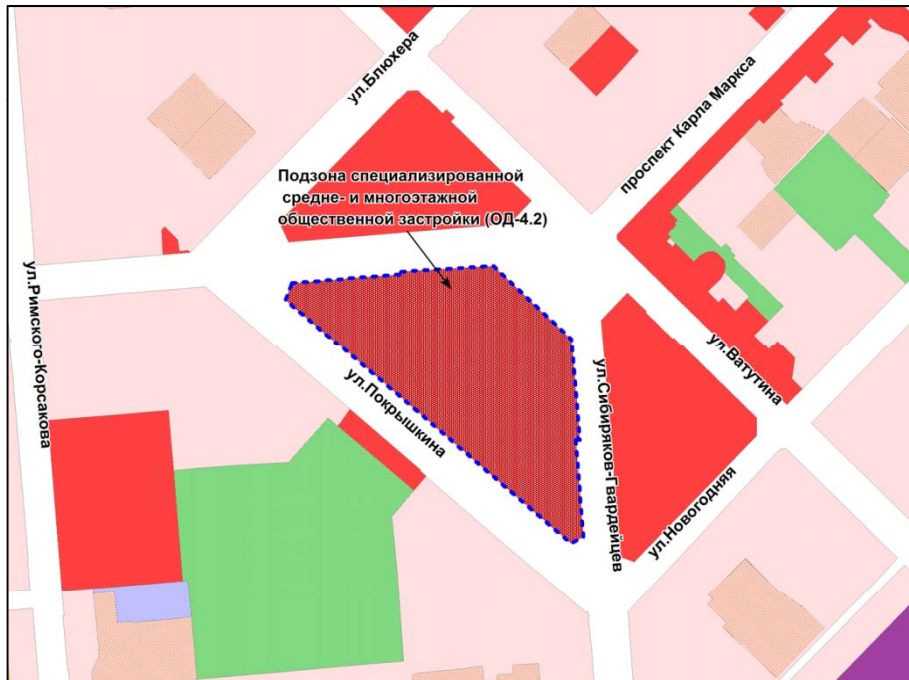 ул.Блюхера
проспект Карла Маркса
Подзона специализированной
средне- и многоэтажной
общественной застройки (ОД-4.2)
ул.Римского-Корсакова
ул.Покрышкина
ул.Сибиряков-Гвардейцев
ул.Ватутина
ул.Новогодняя